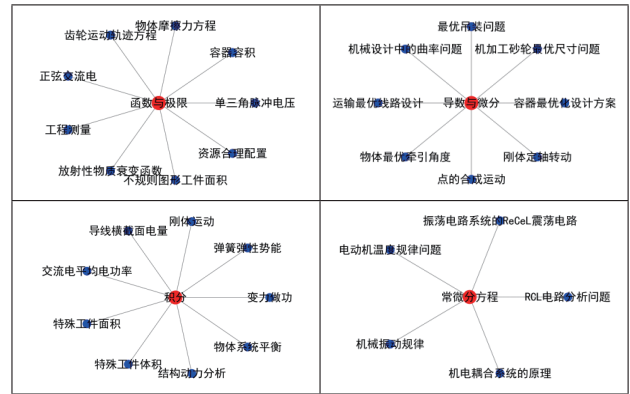 物体摩擦力方程
齿轮运动轨迹方程
容器容积
正弦交流电
函数与极限
单三角脉冲电压
工程测量
资源合理配置
放射性物质衰变函数
不规则图形工件面积
最优吊装问题
机械设计中的曲率问题
机加工砂轮最优尺寸问题
运输最优线路设计
导数与微分
容器最优化设计方案
物体最优牵引角度
刚体定轴转动
点的合成运动
刚体运动
导线横截面电量
弹簧弹性势能
交流电平均电功率
积分
变力做功
特殊工件面积
物体系统平衡
特殊工件体积
结构动力分析
振荡电路系统的ReCeL震荡电路
电动机温度规律问题
常微分方程
RCL电路分析问题
机械振动规律
机电耦合系统的原理